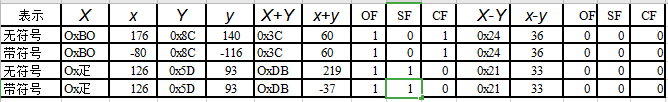 表示 X x Y y X+Y x+y OF SF CF X-Y x-y OF SF CF
无符号 OxBO 176 0x8C 140 0x3C 60 1 0 1 0x24 36 0 0 0
带符号 OxBO -80 0x8C -116 0x3C 60 1 0 1 0x24 36 0 0 0
无符号 Ox疋 126 0x5D 93 OxDB 219 1 1 0 0x21 33 0 0 0
带符号 Ox疋 126 0x5D 93 OxDB -37 1 1 0 0x21 33 0 0 0